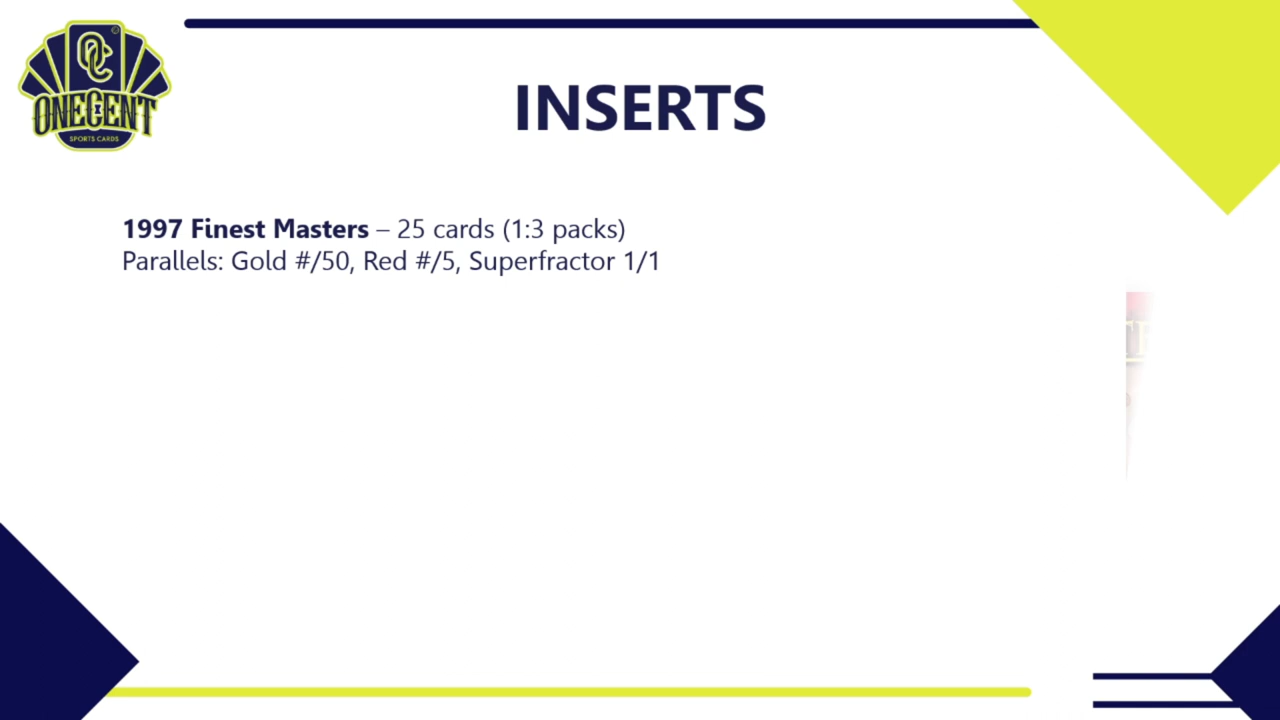 OC
ONECENT
SPORTS CARDS
INSERTS
1997 Finest Masters – 25 cards (1:3 packs)
Parallels: Gold #/50, Red #/5, Superfractor 1/1